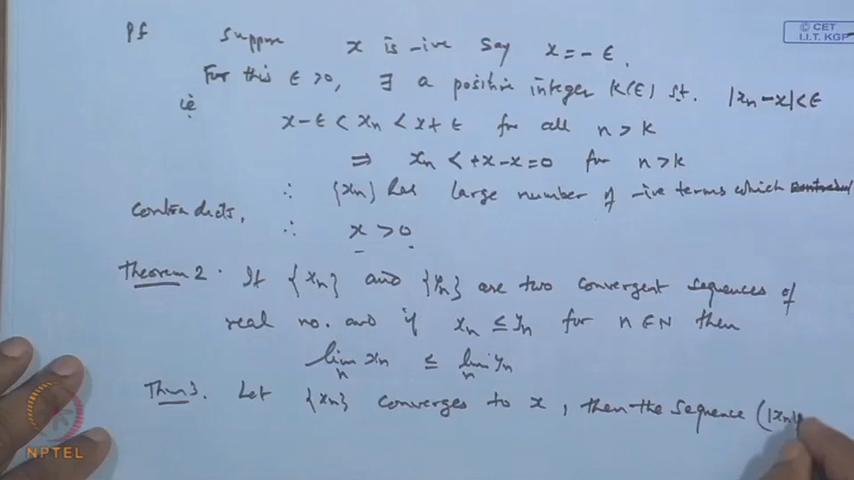 Pf Suppose x is -ive say x = - ε.
© CET
I.I.T. KGP
For this ε > 0, ∃ a positive integer K(ε) s.t. |xn - x| < ε
ie
x - ε < xn < x + ε for all n > K
⇒ xn < + x - x = 0 for n > K
∴ {xn} has large number of -ive terms which
contradicts.
∴ x > 0.
Theorem 2. If {xn} and {yn} are two convergent sequences of
real no. and if xn ≤ yn for n ∈ N then
lim n xn ≤ lim n yn
Thm 3. Let {xn} converges to x, then the sequence (|xn|
NPTEL